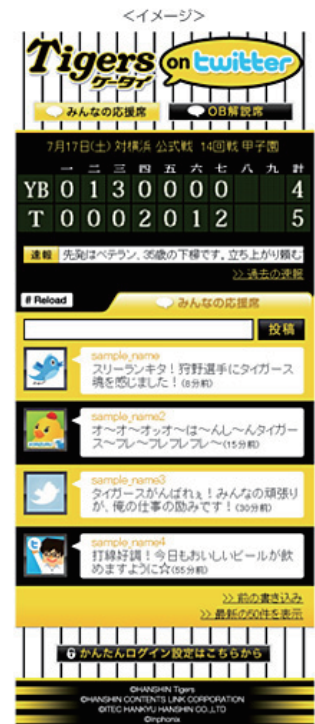 <イメージ>
Tigers
ケータイ
on twitter
みんなの応援席
OB解説席
7月17日(土) 対横浜 公式戦 14回戦 甲子園
一 二 三 四 五 六 七 八 九 計
YB 0 1 3 0 0 0 0 4
T 0 0 0 2 0 1 2 5
速報 先発はベテラン、35歳の下柳です。立ち上がり頼む
>> 過去の速報
# Reload
みんなの応援席
投稿
sample_name
スリーランキタ!狩野選手にタイガース
魂を感じました!(8分前)
sample_name2
オ〜オ〜オッオ〜は〜んし〜んタイガー
ス〜フレ〜フレフレフレ〜(15分前)
sample_name3
タイガースがんばれぇ!みんなの頑張り
が、俺の仕事の励みです!(30分前)
sample_name4
打線好調!今日もおいしいビールが飲
めますように☆(55分前)
>> 前の書き込み
>> 最新の50件を表示
かんたんログイン設定はこちらから
©HANSHIN Tigers
©HANSHIN CONTENTS LINK CORPORATION
©ITEC HANKYU HANSHIN CO.,LTD
©Inphonix